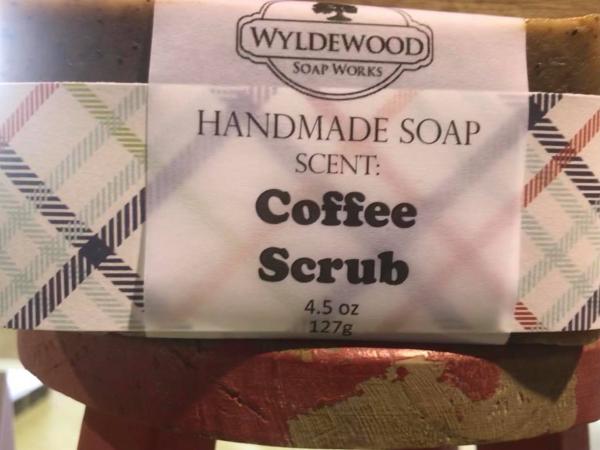 WYLDEWOOD
SOAP WORKS
HANDMADE SOAP
SCENT:
Coffee
Scrub
4.5 oz
127g